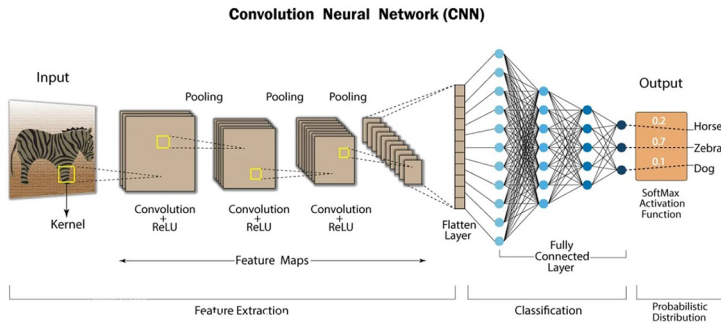 Convolution Neural Network (CNN)
Input
Kernel
Convolution
+
ReLU
Pooling
Convolution
+
ReLU
Pooling
Convolution
+
ReLU
Pooling
Feature Maps
Flatten
Layer
Fully
Connected
Layer
Output
0.2
0.7
0.1
Horse
Zebra
Dog
SoftMax
Activation
Function
Feature Extraction
Classification
Probabilistic
Distribution